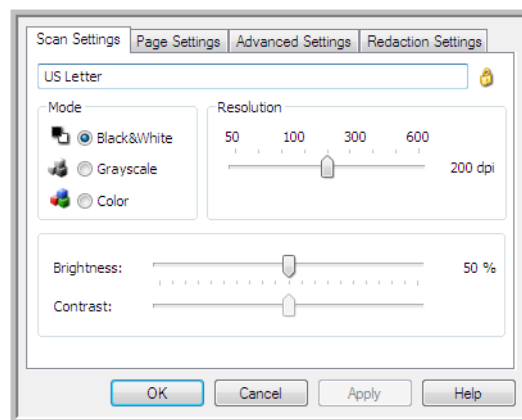 Scan Settings Page Settings Advanced Settings Redaction Settings
US Letter
Mode
Black&White
Grayscale
Color
Resolution
50 100 300 600
200 dpi
Brightness: 50 %
Contrast:
OK Cancel Apply Help